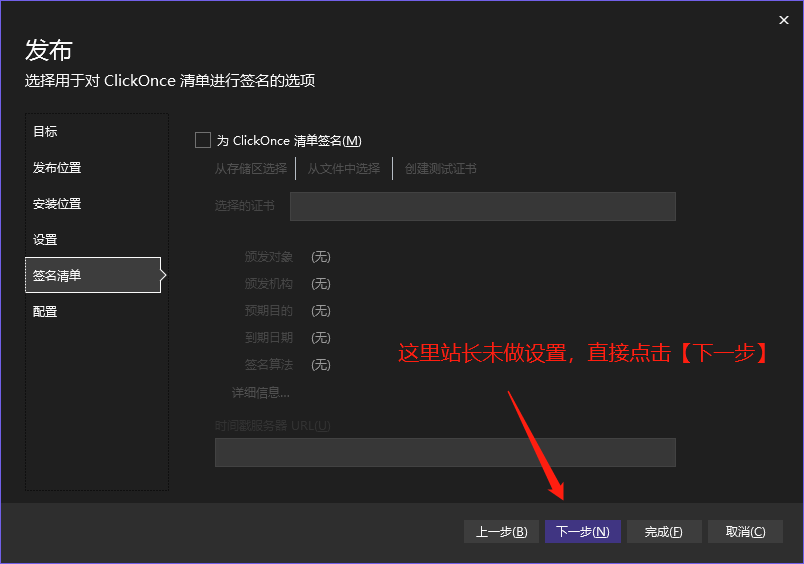 发布
选择用于对 ClickOnce 清单进行签名的选项
目标
发布位置
安装位置
设置
签名清单
配置
为 ClickOnce 清单签名(M)
从存储区选择 从文件中选择 创建测试证书
选择的证书
颁发对象 (无)
颁发机构 (无)
预期目的 (无)
到期日期 (无)
签名算法 (无)
详细信息...
这里站长未做设置，直接点击【下一步】
时间戳服务器 URL(U)
上一步(B) 下一步(N) 完成(F) 取消(C)